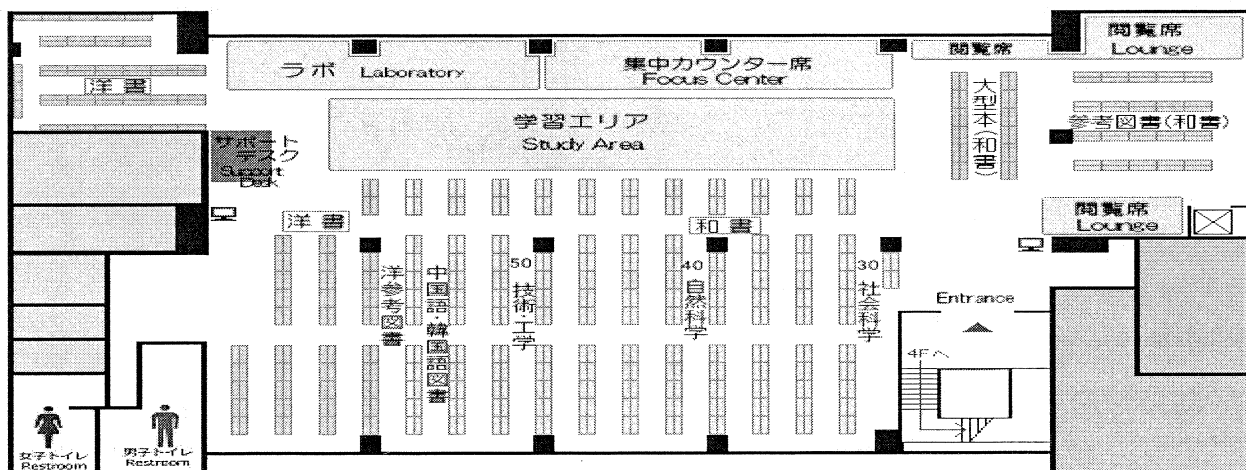 洋書
ラボ Laboratory
集中カウンター席
Focus Center
閲覧席
閲覧席
Lounge
学習エリア
Study Area
大型本(和書)
参考図書(和書)
サポート
デスク
Support
Desk
洋書
和書
閲覧席
Lounge
洋参考図書
中国語・韓国語図書
50 技術・工学
40 自然科学
30 社会科学
Entrance
4Fへ
女子トイレ
Restroom
男子トイレ
Restroom